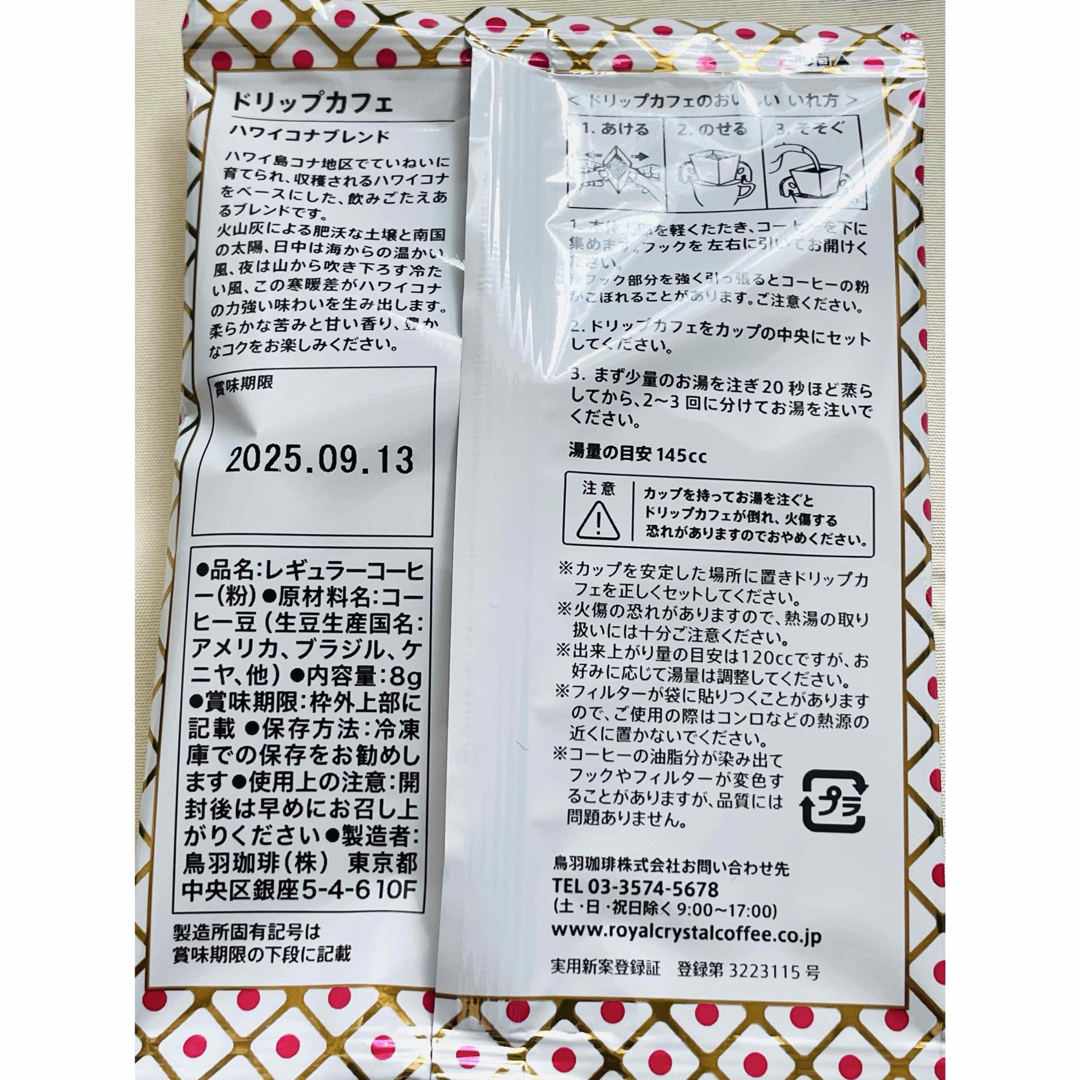 ドリップカフェ
ハワイコナブレンド
ハワイ島コナ地区でていねいに
育てられ、収穫されるハワイコナ
をベースにした、飲みごたえあ
るブレンドです。
火山灰による肥沃な土壌と南国
の太陽、日中は海からの温かい
風、夜は山から吹き下ろす冷た
い風、この寒暖差がハワイコナ
の力強い味わいを生み出します。
柔らかな苦みと甘い香り、豊か
なコクをお楽しみください。
賞味期限
2025.09.13
●品名:レギュラーコーヒ
ー(粉)●原材料名:コー
ヒー豆(生豆生産国名:
アメリカ、ブラジル、ケ
ニヤ、他)●内容量:8g
●賞味期限:枠外上部に
記載●保存方法:冷凍
庫での保存をお勧めし
ます●使用上の注意:開
封後は早めにお召し上
がりください●製造者:
鳥羽珈琲(株) 東京都
中央区銀座5-4-6 10F
製造所固有記号は
賞味期限の下段に記載
<ドリップカフェのおいしい いれ方>
1. あける 2. のせる 3. そそぐ
1. を軽くたたき、コーヒーを下に
集めます。フックを左右に引いてお開けく
ださい。
※フック部分を強く引っ張るとコーヒーの粉
がこぼれることがあります。ご注意ください。
2. ドリップカフェをカップの中央にセット
してください。
3. まず少量のお湯を注ぎ20秒ほど蒸ら
してから、2〜3回に分けてお湯を注いで
ください。
湯量の目安 145cc
注意
カップを持ってお湯を注ぐと
ドリップカフェが倒れ、火傷する
恐れがありますのでおやめください。
※カップを安定した場所に置きドリップカ
フェを正しくセットしてください。
※火傷の恐れがありますので、熱湯の取り
扱いには十分ご注意ください。
※出来上がり量の目安は120ccですが、お
好みに応じて湯量は調整してください。
※フィルターが袋に貼りつくことがあります
ので、ご使用の際はコンロなどの熱源の
近くに置かないでください。
※コーヒーの油脂分が染み出て
フックやフィルターが変色す
ることがありますが、品質には
問題ありません。
プラ
鳥羽珈琲株式会社お問い合わせ先
TEL 03-3574-5678
(土・日・祝日除く 9:00〜17:00)
www.royalcrystalcoffee.co.jp
実用新案登録証 登録第 3223115 号